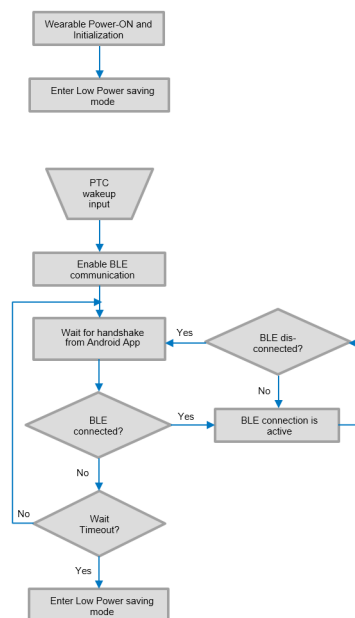 Wearable Power-ON and
Initialization
Enter Low Power saving
mode
PTC
wakeup
input
Enable BLE
communication
Wait for handshake
from Android App
Yes
BLE dis-
connected?
No
BLE
connected?
Yes
BLE connection is
active
No
Wait
Timeout?
No
Yes
Enter Low Power saving
mode